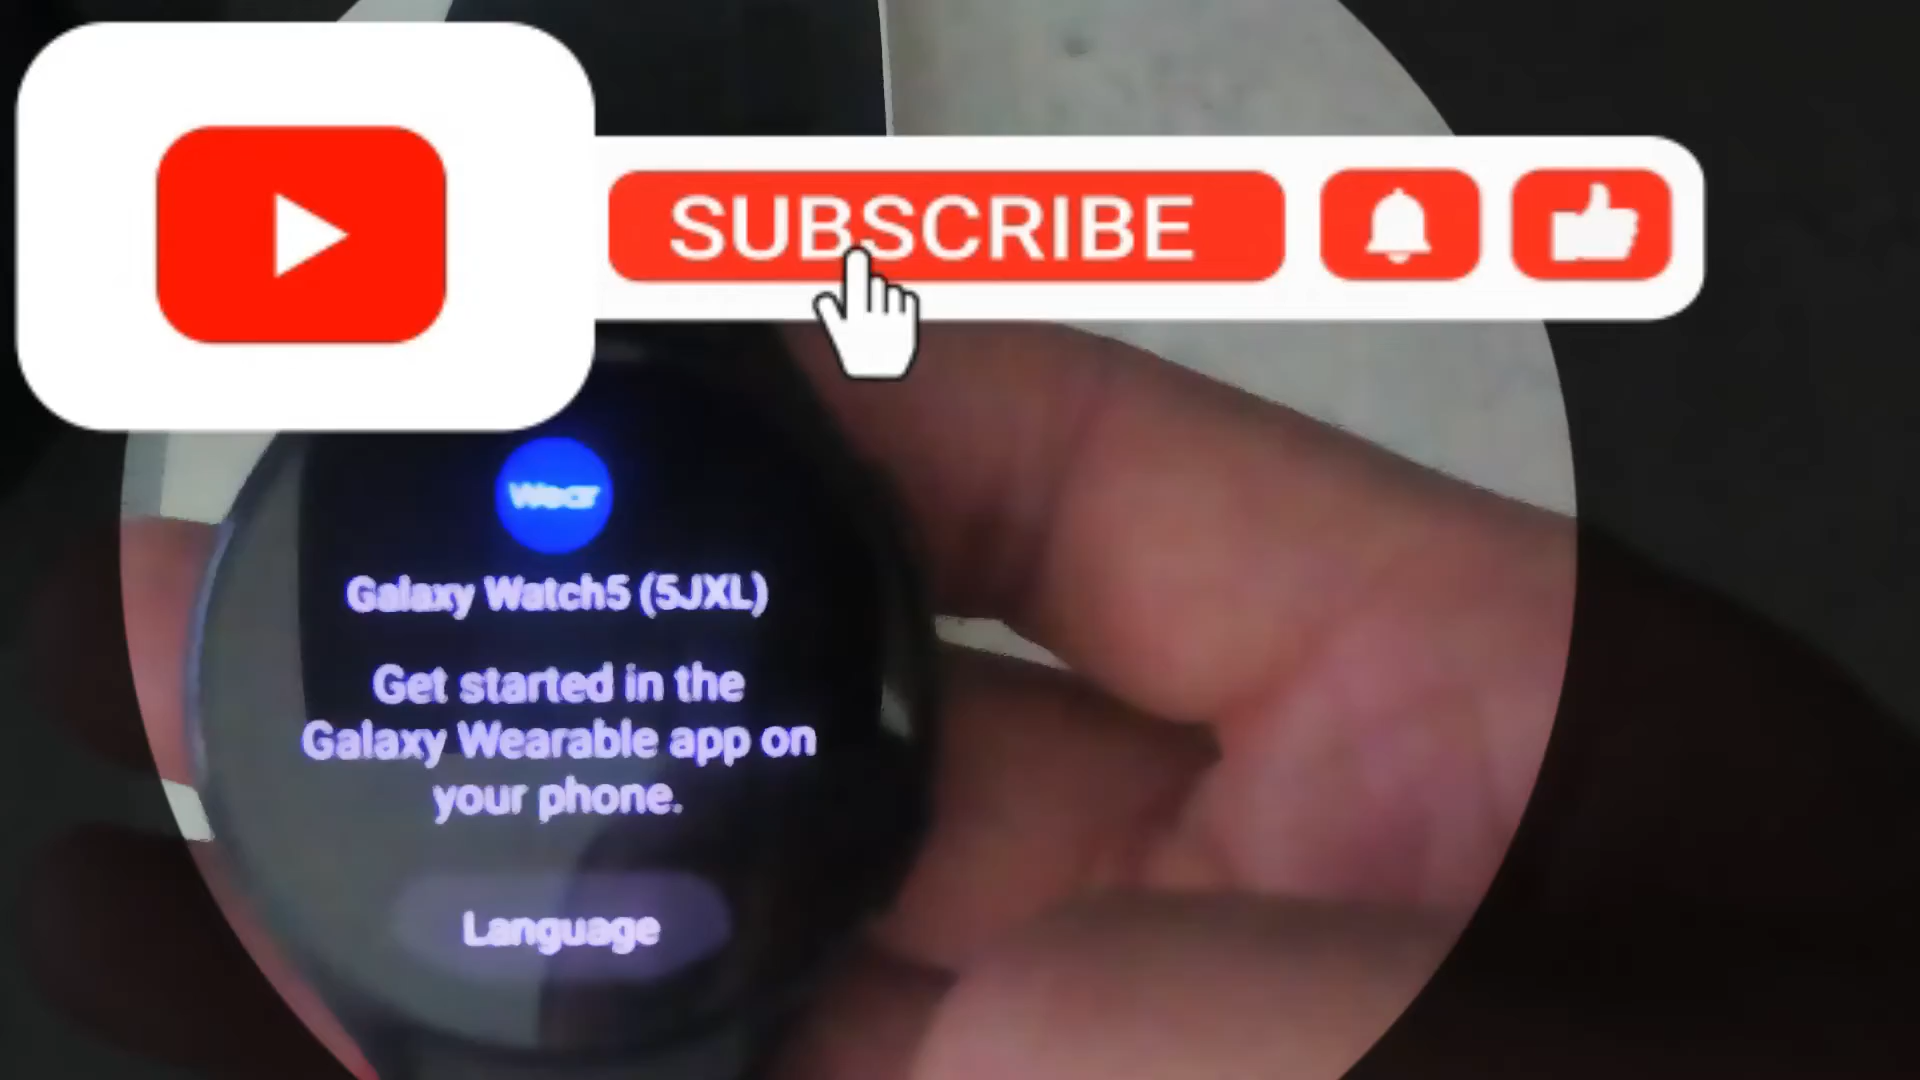 SUBSCRIBE
Wear
Galaxy Watch5 (5JXL)
Get started in the
Galaxy Wearable app on
your phone.
Language